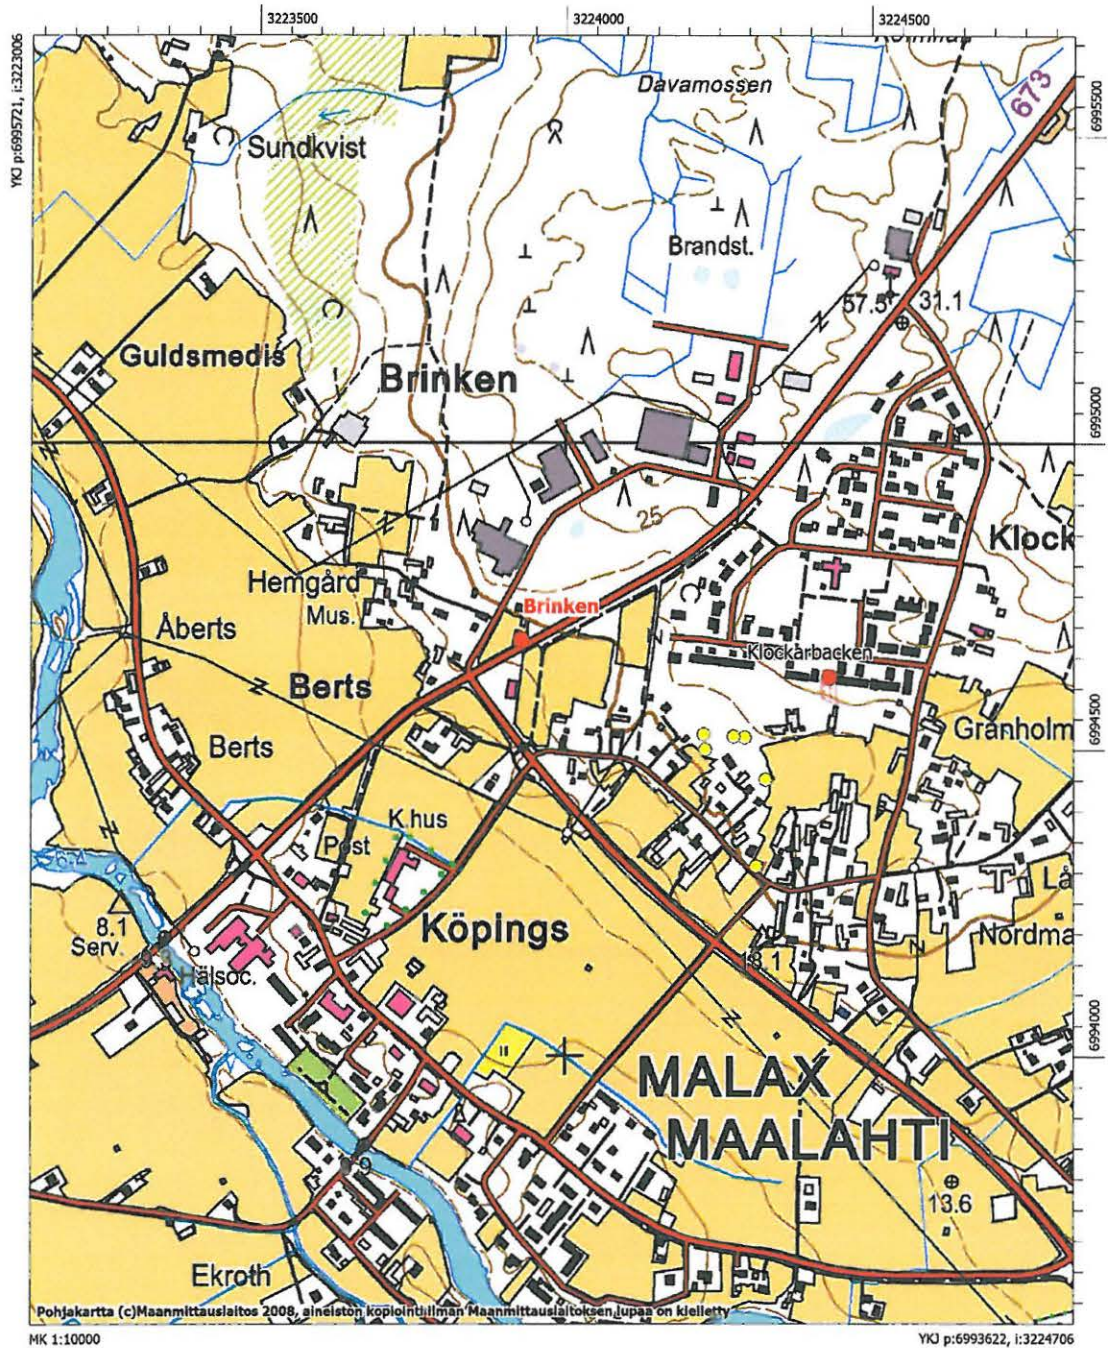 3223500
3224000
3224500
YKJ p:6995721, i:3223006
Davamossen
673
6995500
Sundkvist
Brandst.
57.5
31.1
Guldsmedis
Brinken
6995000
25
Klock
Hemgård
Mus.
Brinken
Åberts
Klockarbacken
Berts
6994500
Granholm
Berts
K.hus
Post
Lå
8.1
Serv.
Köpings
Nordma
13.1
Hälsoc.
6994000
MALAX
MAALAHTI
13.6
Ekroth
Pohjakartta (c)Maanmittauslaitos 2008, aineiston kopiointi ilman Maanmittauslaitoksen lupaa on kielletty
MK 1:10000
YKJ p:6993622, i:3224706